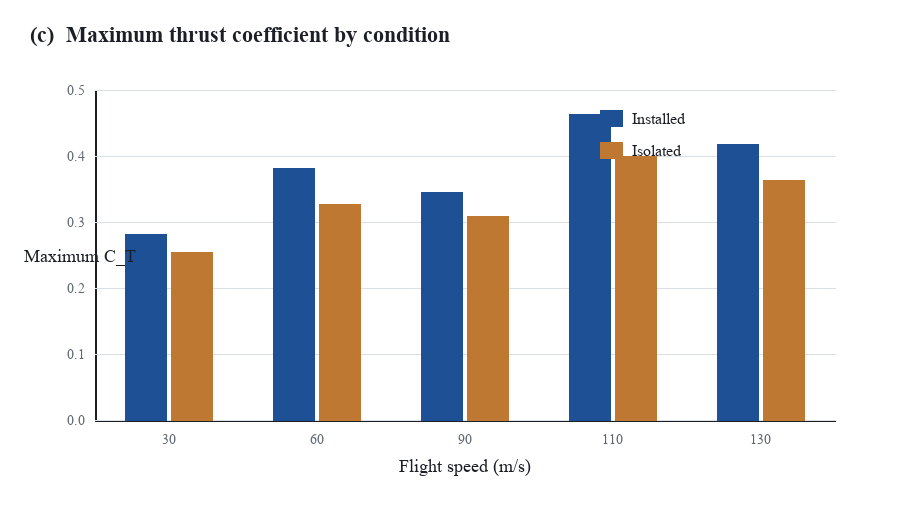 (c) Maximum thrust coefficient by condition
0.5
Installed
0.4
Isolated
0.3
Maximum C_T
0.2
0.1
0.0
30 60 90 110 130
Flight speed (m/s)